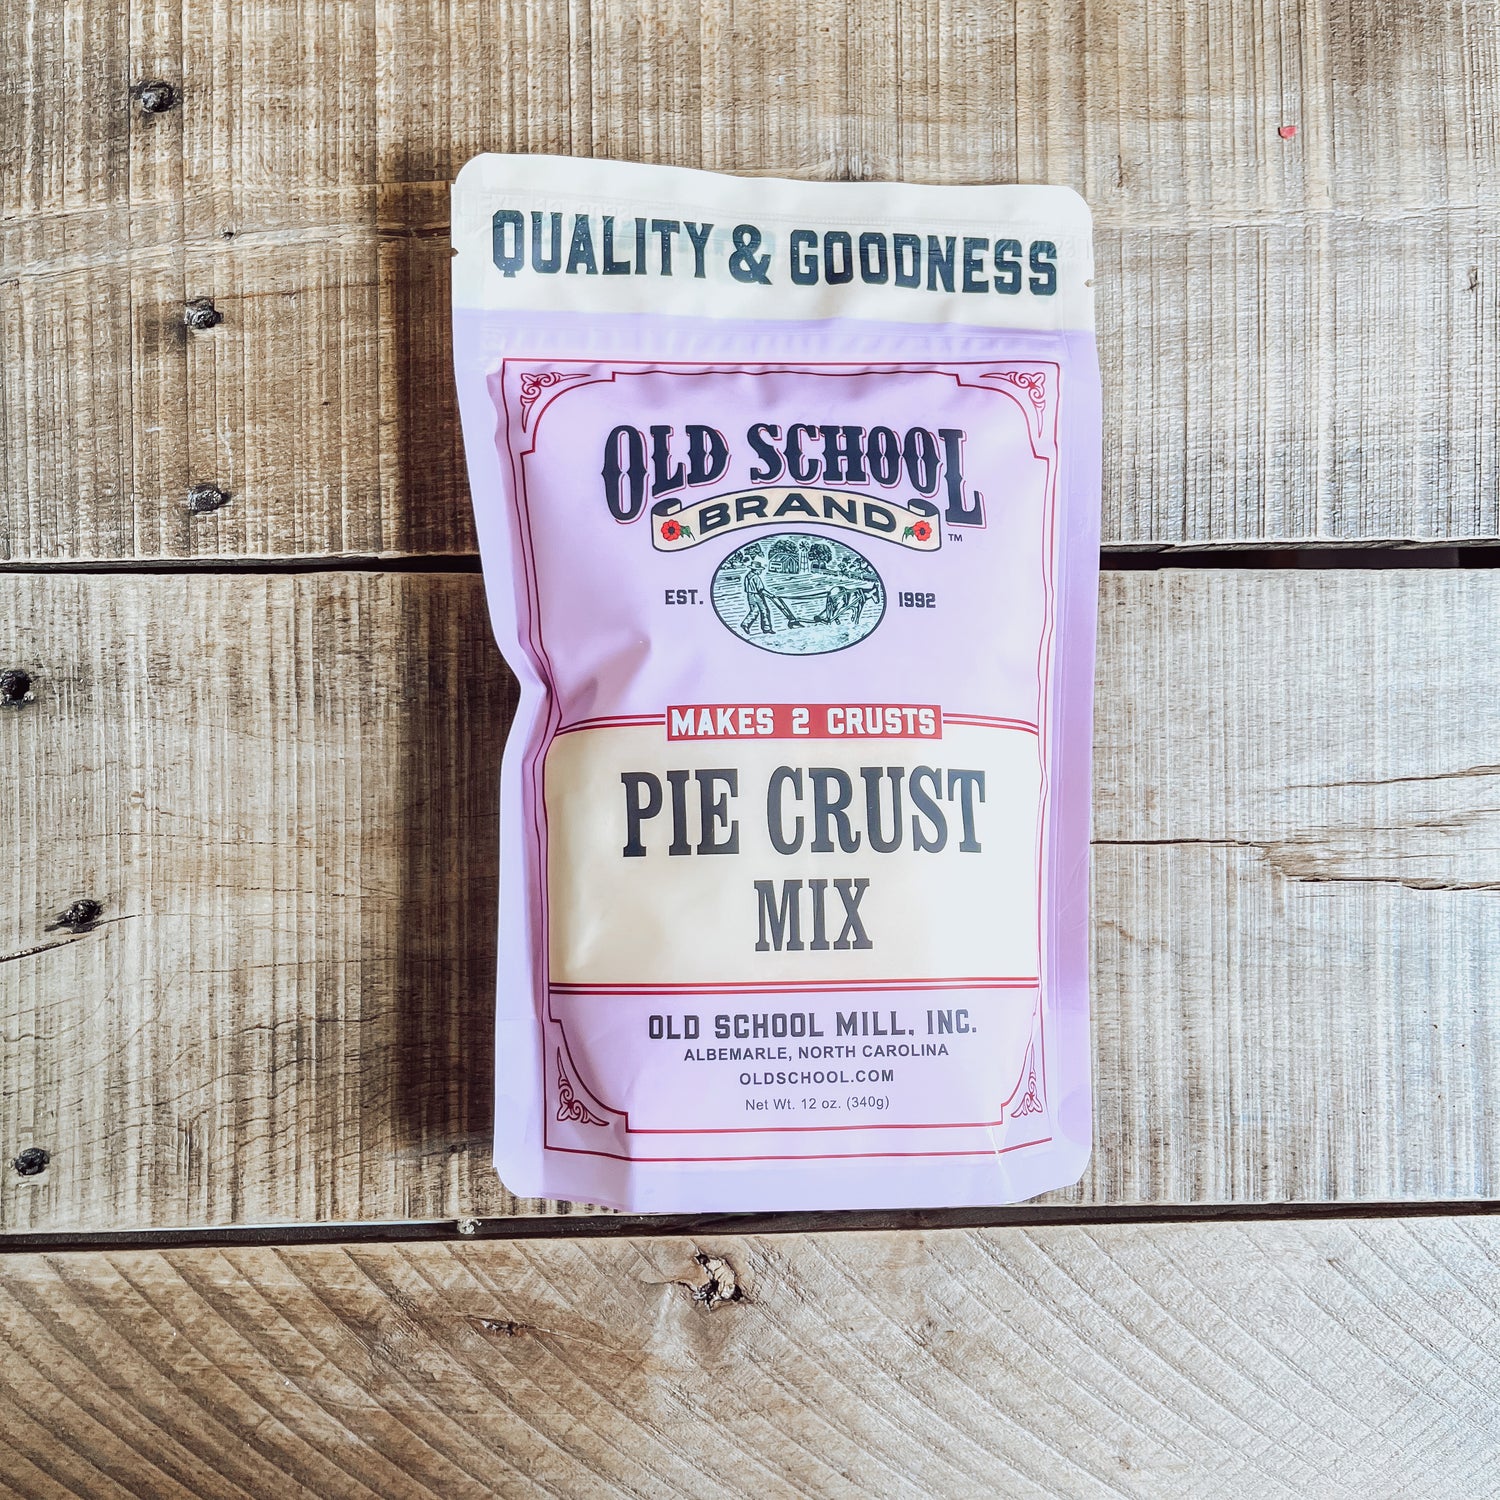 QUALITY & GOODNESS
OLD SCHOOL
BRAND
TM
EST. 1992
MAKES 2 CRUSTS
PIE CRUST
MIX
OLD SCHOOL MILL, INC.
ALBEMARLE, NORTH CAROLINA
OLDSCHOOL.COM
Net Wt. 12 oz. (340g)